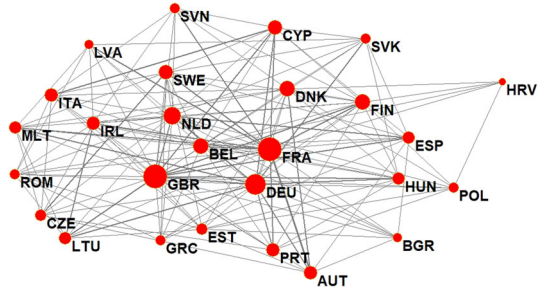 SVN
CYP
SVK
LVA
SWE
HRV
ITA
DNK
FIN
NLD
MLT
IRL
BEL
FRA
ESP
ROM
GBR
DEU
HUN
POL
CZE
LTU
GRC
EST
PRT
BGR
AUT